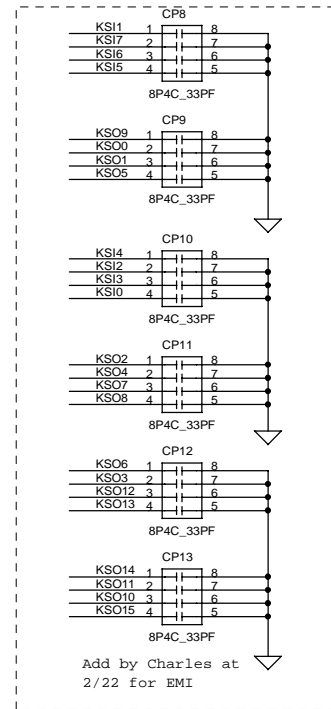 CP8
KSI1 1 8
KSI7 2 7
KSI6 3 6
KSI5 4 5
8P4C_33PF
CP9
KSO9 1 8
KSO0 2 7
KSO1 3 6
KSO5 4 5
8P4C_33PF
CP10
KSI4 1 8
KSI2 2 7
KSI3 3 6
KSI0 4 5
8P4C_33PF
CP11
KSO2 1 8
KSO4 2 7
KSO7 3 6
KSO8 4 5
8P4C_33PF
CP12
KSO6 1 8
KSO3 2 7
KSO12 3 6
KSO13 4 5
8P4C_33PF
CP13
KSO14 1 8
KSO11 2 7
KSO10 3 6
KSO15 4 5
8P4C_33PF
Add by Charles at
2/22 for EMI